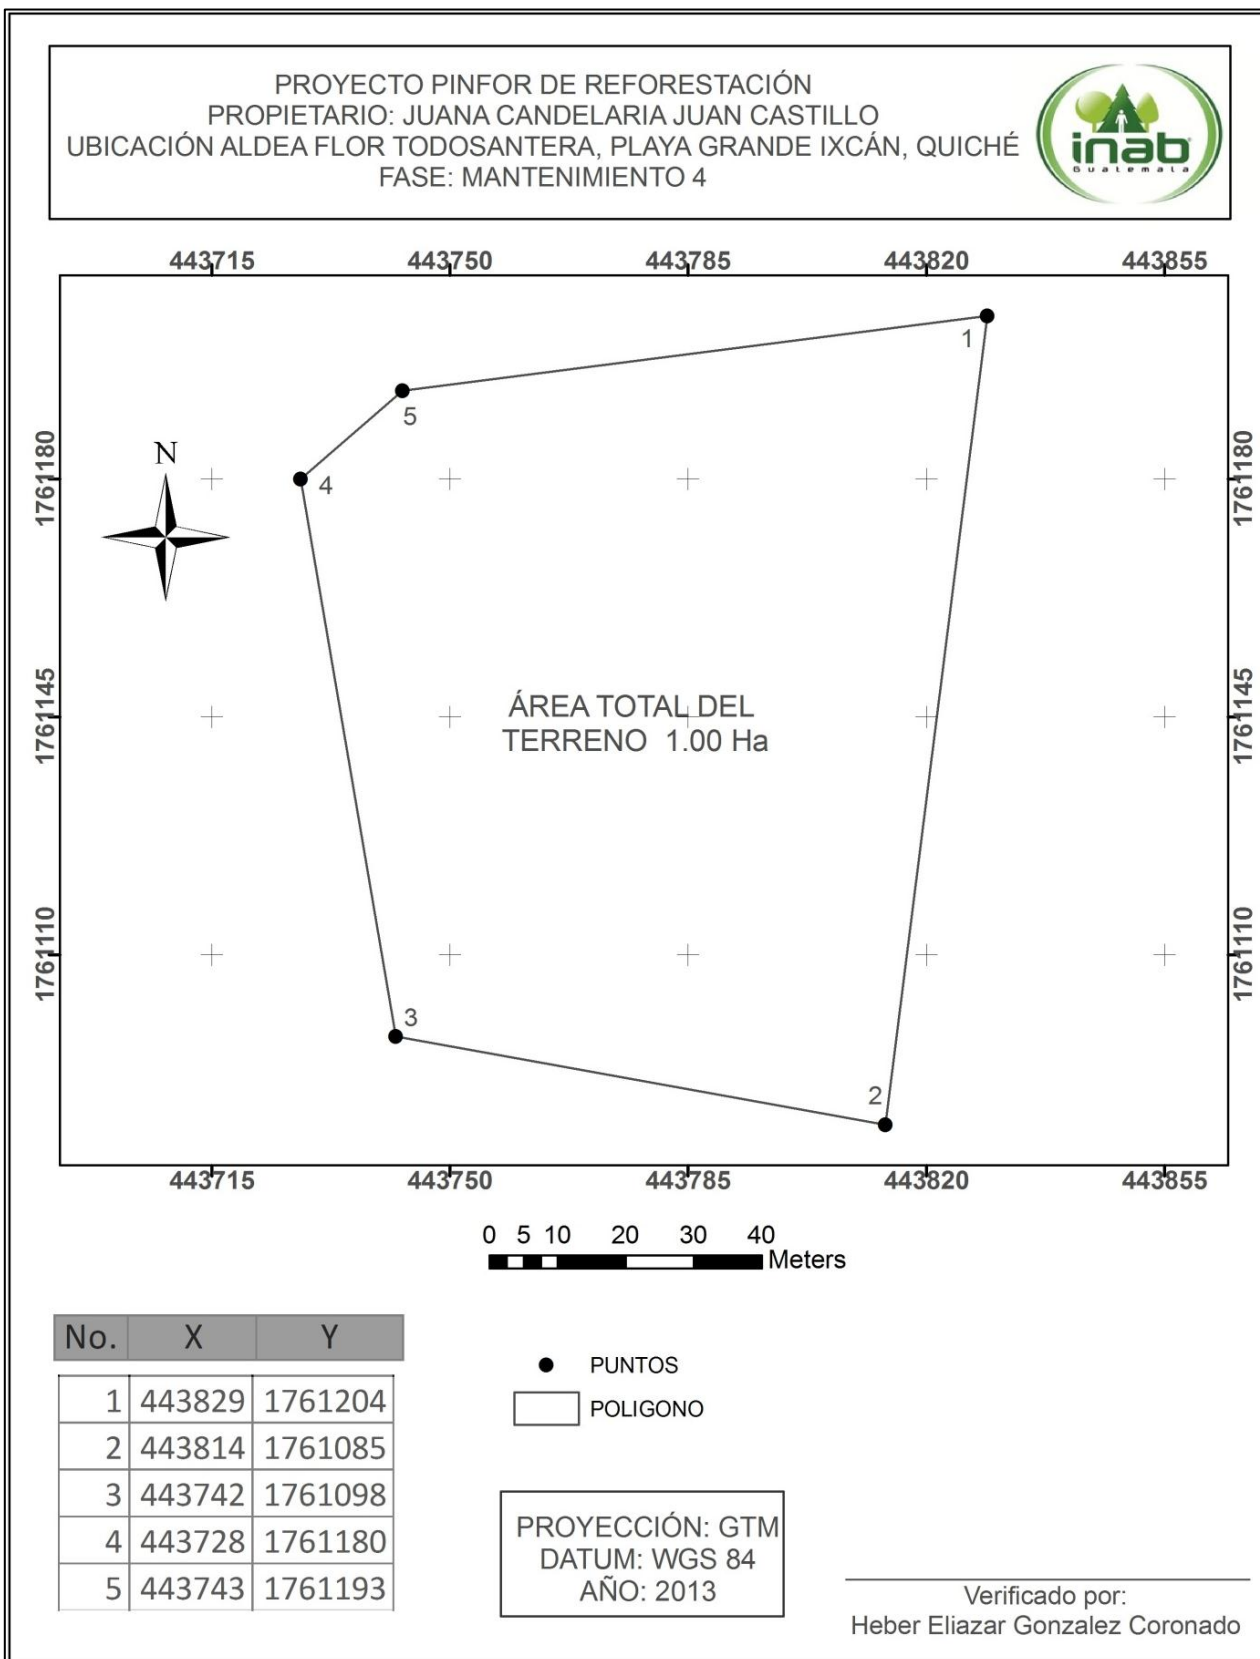 PROYECTO PINFOR DE REFORESTACIÓN
PROPIETARIO: JUANA CANDELARIA JUAN CASTILLO
UBICACIÓN ALDEA FLOR TODOSANTERA, PLAYA GRANDE IXCÁN, QUICHÉ
FASE: MANTENIMIENTO 4
inab
Guatemala
443715 443750 443785 443820 443855
1
5
N
4
1761180 1761180
1761145 1761145
ÁREA TOTAL DEL
TERRENO 1.00 Ha
1761110 1761110
3
2
443715 443750 443785 443820 443855
0 5 10 20 30 40
Meters
No. X Y
1 443829 1761204
2 443814 1761085
3 443742 1761098
4 443728 1761180
5 443743 1761193
PUNTOS
POLIGONO
PROYECCIÓN: GTM
DATUM: WGS 84
AÑO: 2013
Verificado por:
Heber Eliazar Gonzalez Coronado